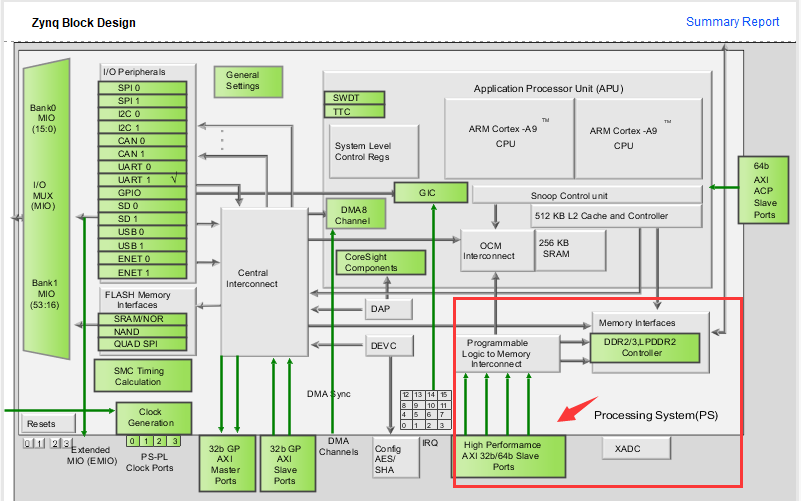 Zynq Block Design
Summary Report
I/O Peripherals
SPI 0
SPI 1
I2C 0
I2C 1
CAN 0
CAN 1
UART 0
UART 1 √
GPIO
SD 0
SD 1
USB 0
USB 1
ENET 0
ENET 1
Bank0
MIO
(15:0)
I/O
MUX
(MIO)
Bank1
MIO
(53:16)
General
Settings
Application Processor Unit (APU)
SWDT
TTC
System Level
Control Regs
ARM Cortex -A9 TM
CPU
ARM Cortex -A9 TM
CPU
64b
AXI
ACP
Slave
Ports
GIC
Snoop Control unit
DMA8
Channel
512 KB L2 Cache and Controller
OCM
Interconnect
256 KB
SRAM
CoreSight
Components
Central
Interconnect
DAP
DEVC
FLASH Memory
Interfaces
SRAM/NOR
NAND
QUAD SPI
Programmable
Logic to Memory
Interconnect
Memory Interfaces
DDR2/3,LPDDR2
Controller
SMC Timing
Calculation
DMA Sync
12 13 14 15
8 9 10 11
4 5 6 7
0 1 2 3
Processing System(PS)
Resets
0 1 2 3
Clock
Generation
0 1 2 3
Extended
MIO (EMIO)
PS-PL
Clock Ports
32b GP
AXI
Master
Ports
32b GP
AXI
Slave
Ports
DMA
Channels
Config
AES/
SHA
IRQ
High Performamce
AXI 32b/64b Slave
Ports
XADC